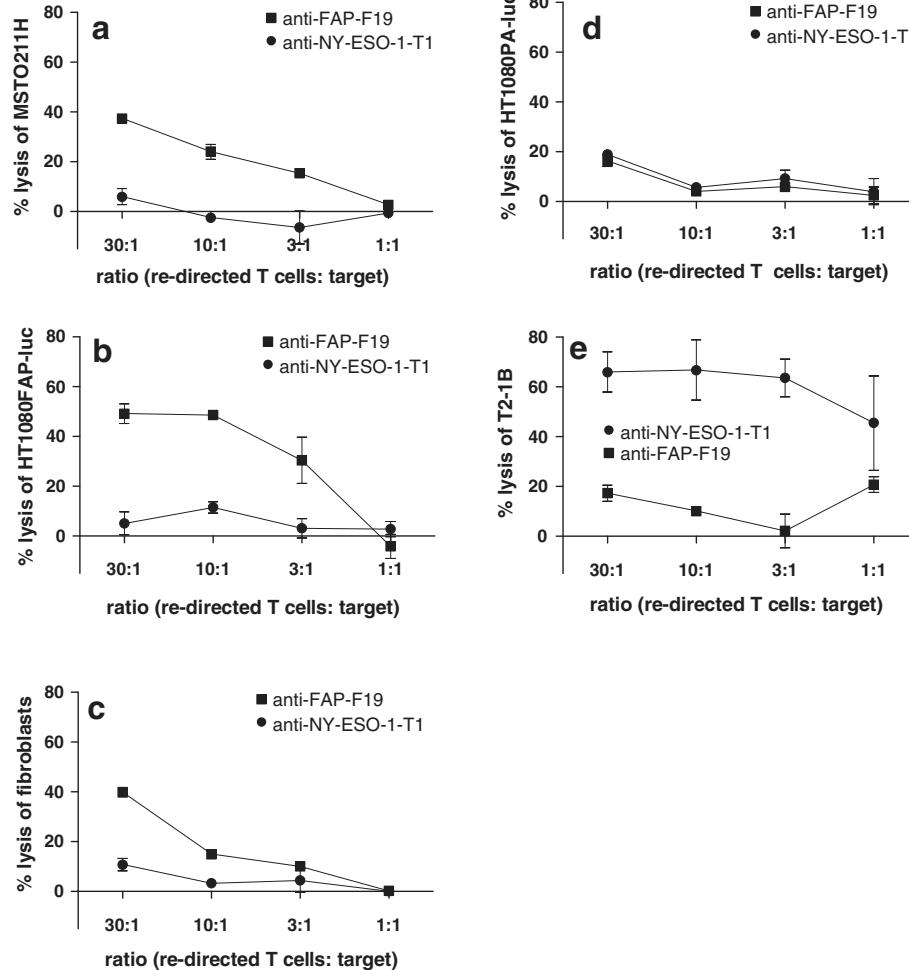 a
anti-FAP-F19
anti-NY-ESO-1-T1
% lysis of MSTO211H
80
60
40
20
0
30:1 10:1 3:1 1:1
ratio (re-directed T cells: target)
d
anti-FAP-F19
anti-NY-ESO-1-T
% lysis of HT1080PA-luc
80
60
40
20
0
30:1 10:1 3:1 1:1
ratio (re-directed T cells: target)
b
anti-FAP-F19
anti-NY-ESO-1-T1
% lysis of HT1080FAP-luc
80
60
40
20
0
30:1 10:1 3:1 1:1
ratio (re-directed T cells: target)
e
anti-NY-ESO-1-T1
anti-FAP-F19
% lysis of T2-1B
80
60
40
20
0
30:1 10:1 3:1 1:1
ratio (re-directed T cells: target)
c
anti-FAP-F19
anti-NY-ESO-1-T1
% lysis of fibroblasts
80
60
40
20
0
30:1 10:1 3:1 1:1
ratio (re-directed T cells: target)